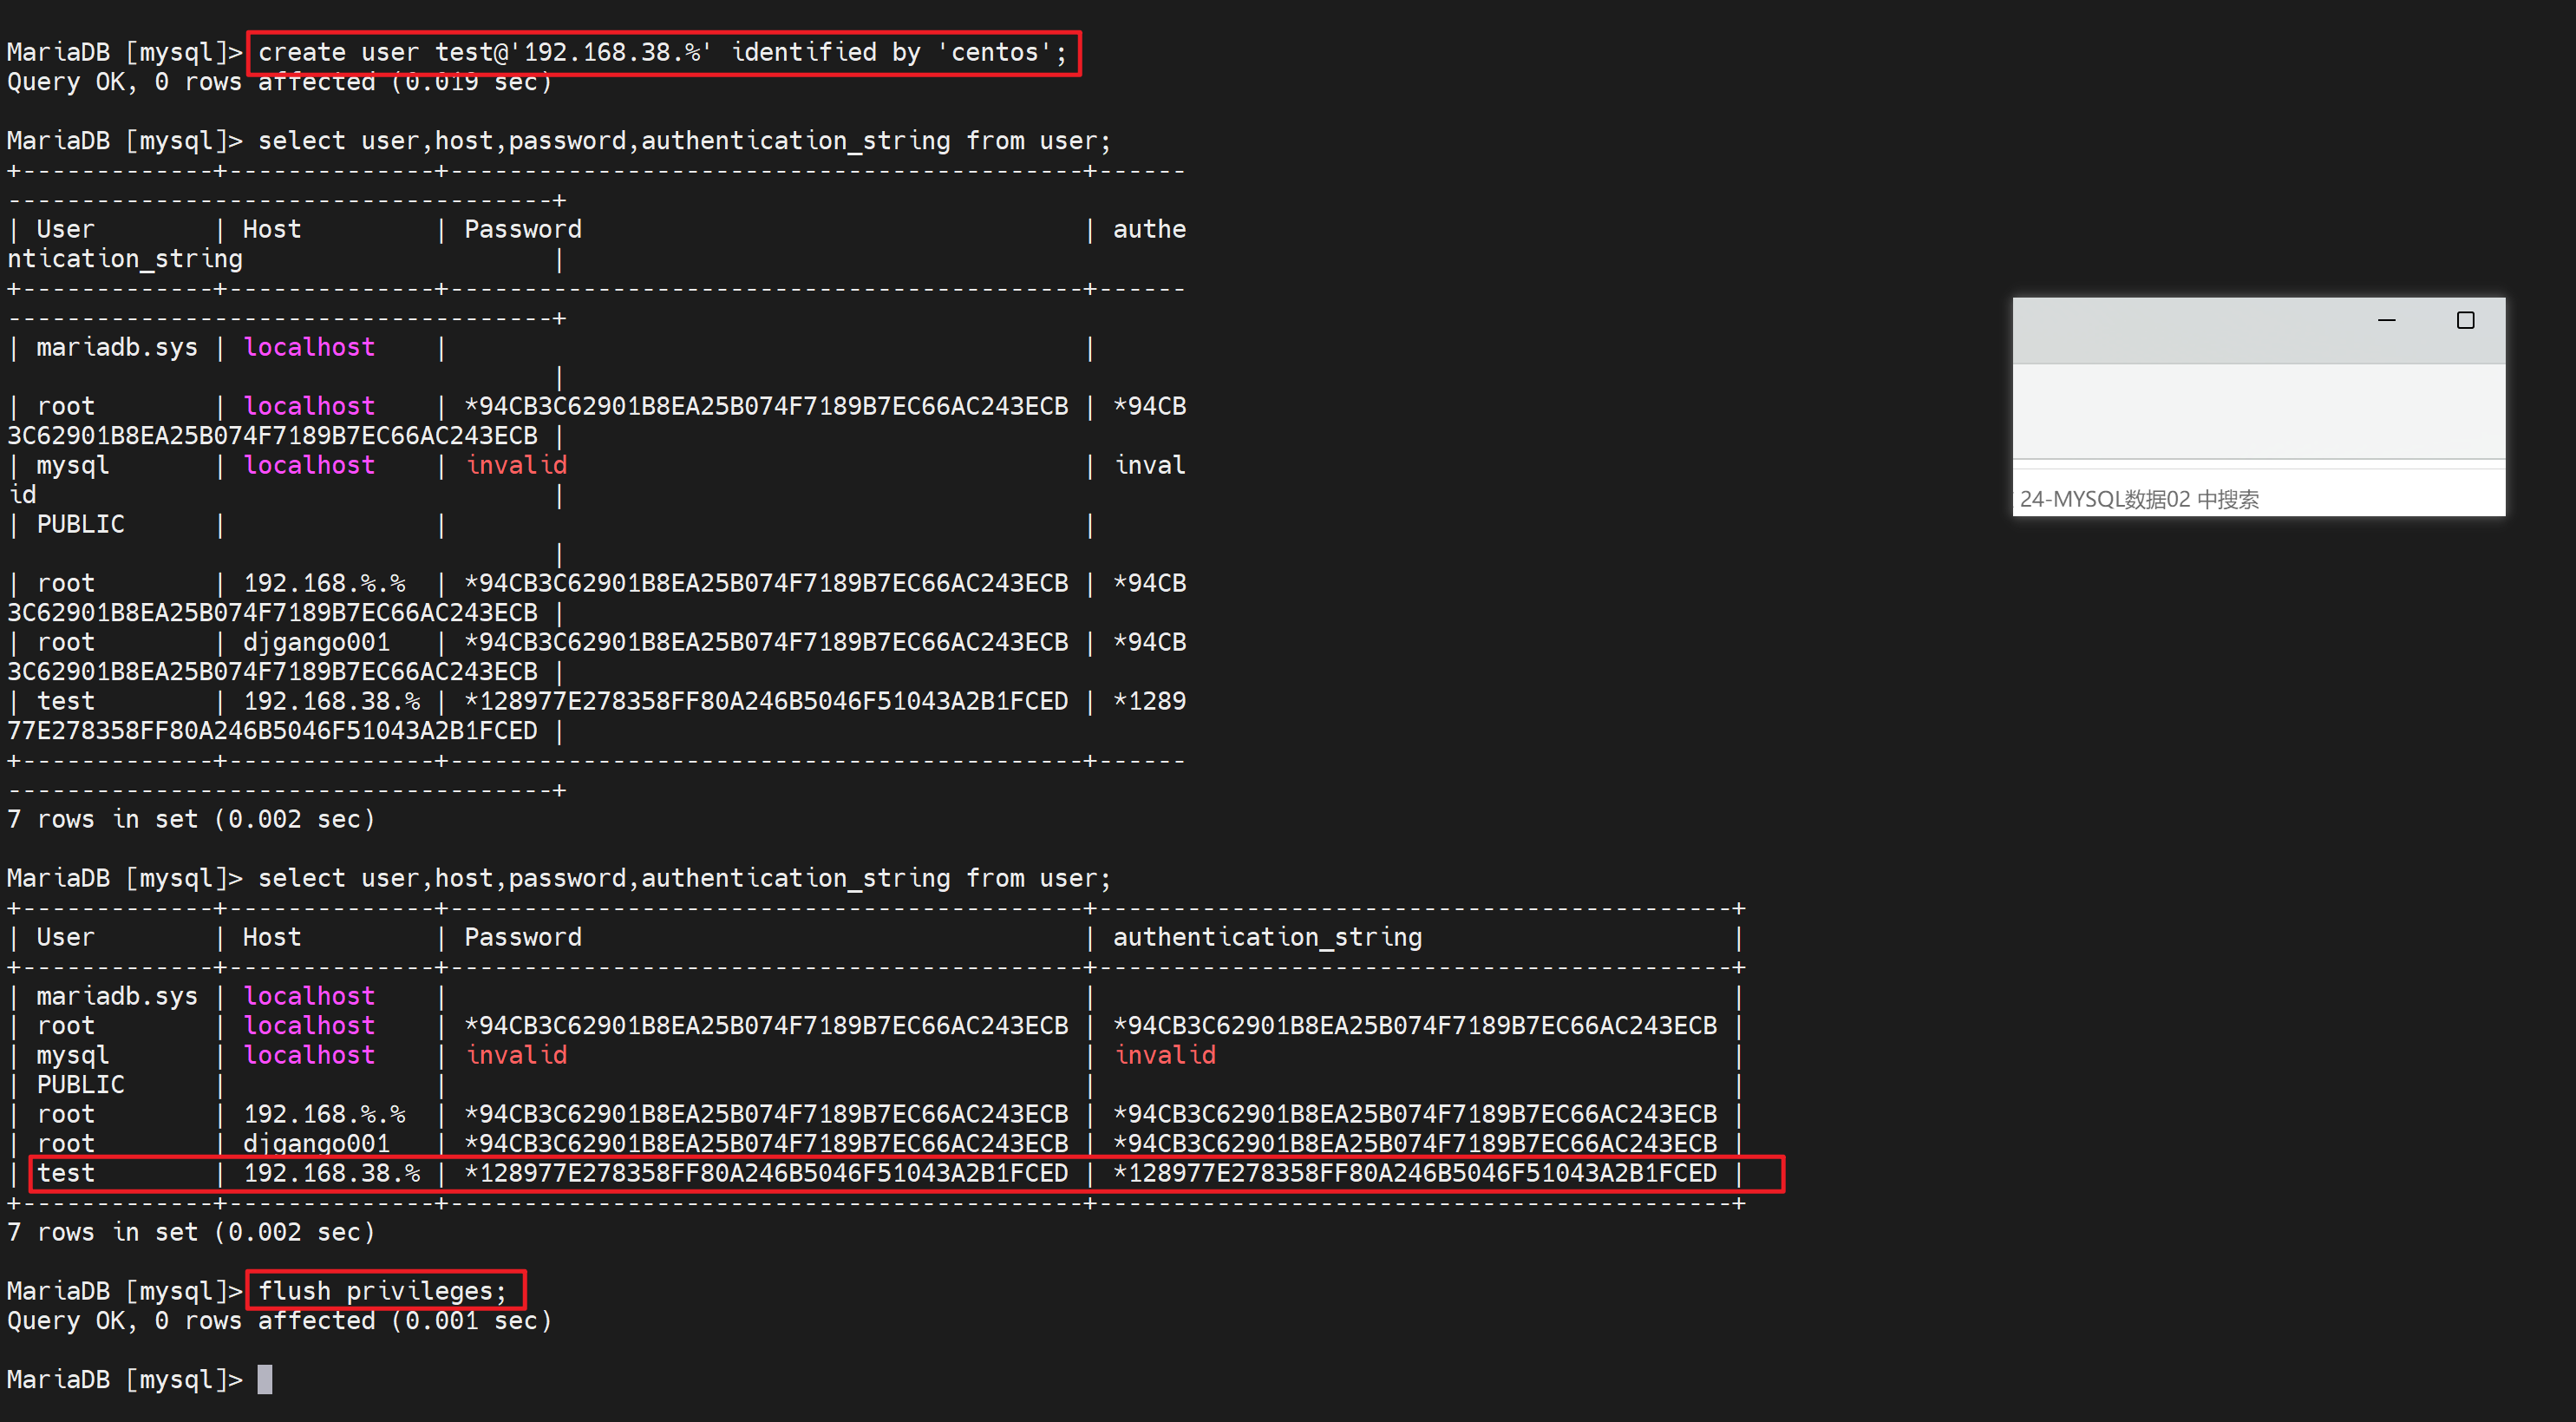 MariaDB [mysql]> create user test@'192.168.38.%' identified by 'centos';
Query OK, 0 rows affected (0.019 sec)
MariaDB [mysql]> select user,host,password,authentication_string from user;
+-------------+--------------+-------------------------------------------+------
-------------------------------------+
| User        | Host         | Password                                  | authe
ntication_string                     |
+-------------+--------------+-------------------------------------------+------
-------------------------------------+
| mariadb.sys | localhost    |                                           |
                                     |
| root        | localhost    | *94CB3C62901B8EA25B074F7189B7EC66AC243ECB | *94CB
3C62901B8EA25B074F7189B7EC66AC243ECB |
| mysql       | localhost    | invalid                                   | inval
id                                   |
| PUBLIC      |              |                                           |
                                     |
| root        | 192.168.%.%  | *94CB3C62901B8EA25B074F7189B7EC66AC243ECB | *94CB
3C62901B8EA25B074F7189B7EC66AC243ECB |
| root        | djgango001   | *94CB3C62901B8EA25B074F7189B7EC66AC243ECB | *94CB
3C62901B8EA25B074F7189B7EC66AC243ECB |
| test        | 192.168.38.% | *128977E278358FF80A246B5046F51043A2B1FCED | *1289
77E278358FF80A246B5046F51043A2B1FCED |
+-------------+--------------+-------------------------------------------+------
-------------------------------------+
7 rows in set (0.002 sec)
MariaDB [mysql]> select user,host,password,authentication_string from user;
+-------------+--------------+-------------------------------------------+-------------------------------------------+
| User        | Host         | Password                                  | authentication_string                     |
+-------------+--------------+-------------------------------------------+-------------------------------------------+
| mariadb.sys | localhost    |                                           |                                           |
| root        | localhost    | *94CB3C62901B8EA25B074F7189B7EC66AC243ECB | *94CB3C62901B8EA25B074F7189B7EC66AC243ECB |
| mysql       | localhost    | invalid                                   | invalid                                   |
| PUBLIC      |              |                                           |                                           |
| root        | 192.168.%.%  | *94CB3C62901B8EA25B074F7189B7EC66AC243ECB | *94CB3C62901B8EA25B074F7189B7EC66AC243ECB |
| root        | djgango001   | *94CB3C62901B8EA25B074F7189B7EC66AC243ECB | *94CB3C62901B8EA25B074F7189B7EC66AC243ECB |
| test        | 192.168.38.% | *128977E278358FF80A246B5046F51043A2B1FCED | *128977E278358FF80A246B5046F51043A2B1FCED |
+-------------+--------------+-------------------------------------------+-------------------------------------------+
7 rows in set (0.002 sec)
MariaDB [mysql]> flush privileges;
Query OK, 0 rows affected (0.001 sec)
MariaDB [mysql]>
24-MYSQL数据02 中搜索